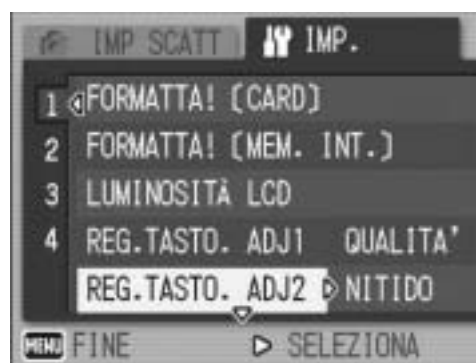 IMP SCATT IMP.
1 FORMATTA! [CARD]
2 FORMATTA! [MEM. INT.]
3 LUMINOSITÀ LCD
4 REG.TASTO. ADJ1 QUALITA'
REG.TASTO. ADJ2 NITIDO
MENU FINE SELEZIONA